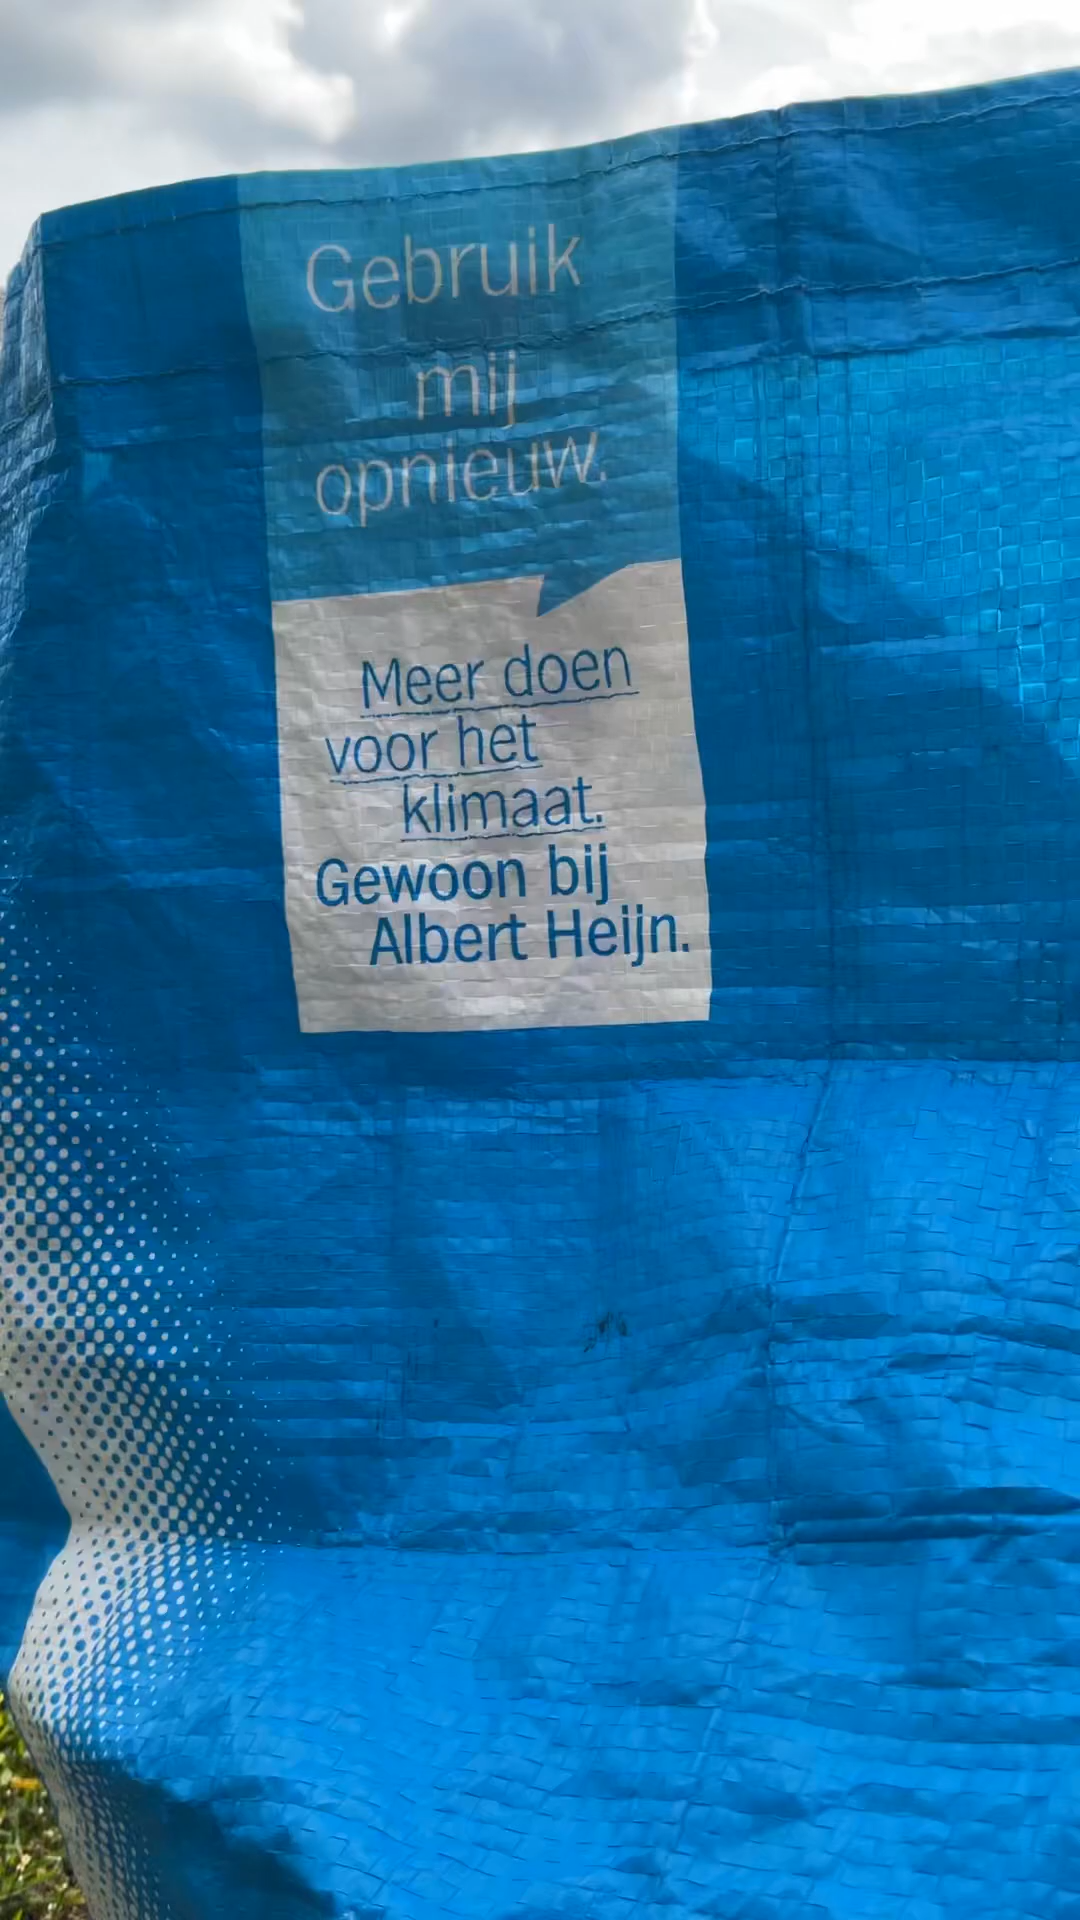 Gebruik
mij
opnieuw.
Meer doen
voor het
klimaat.
Gewoon bij
Albert Heijn.